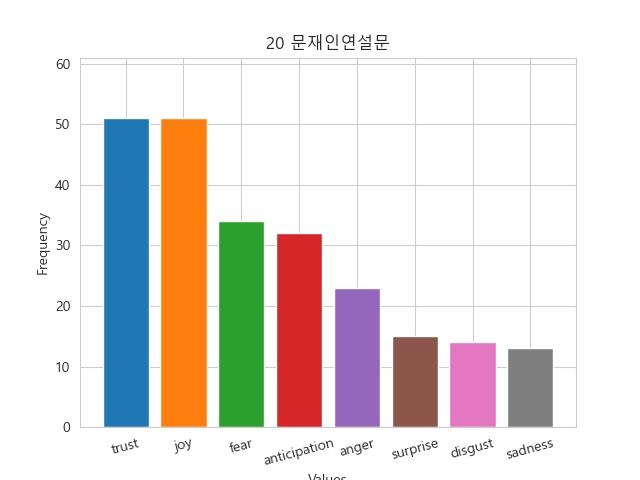 20 문재인연설문
60
50
40
30
20
10
0
Frequency
trust joy fear anticipation anger surprise disgust sadness
Values